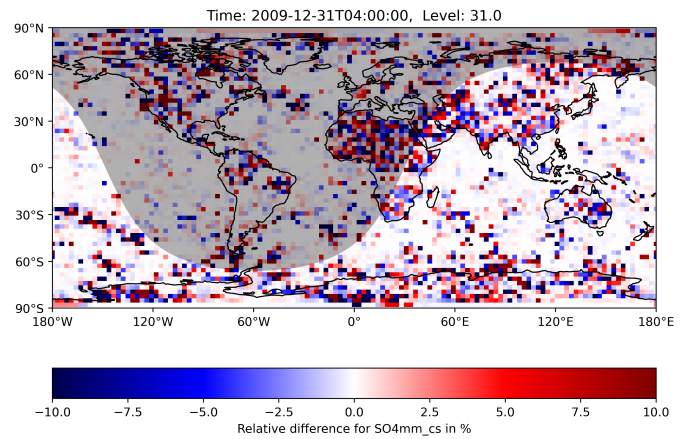 Time: 2009-12-31T04:00:00,  Level: 31.0
90°N
60°N
30°N
0°
30°S
60°S
90°S
180°W 120°W 60°W 0° 60°E 120°E 180°E
−10.0 −7.5 −5.0 −2.5 0.0 2.5 5.0 7.5 10.0
Relative difference for SO4mm_cs in %